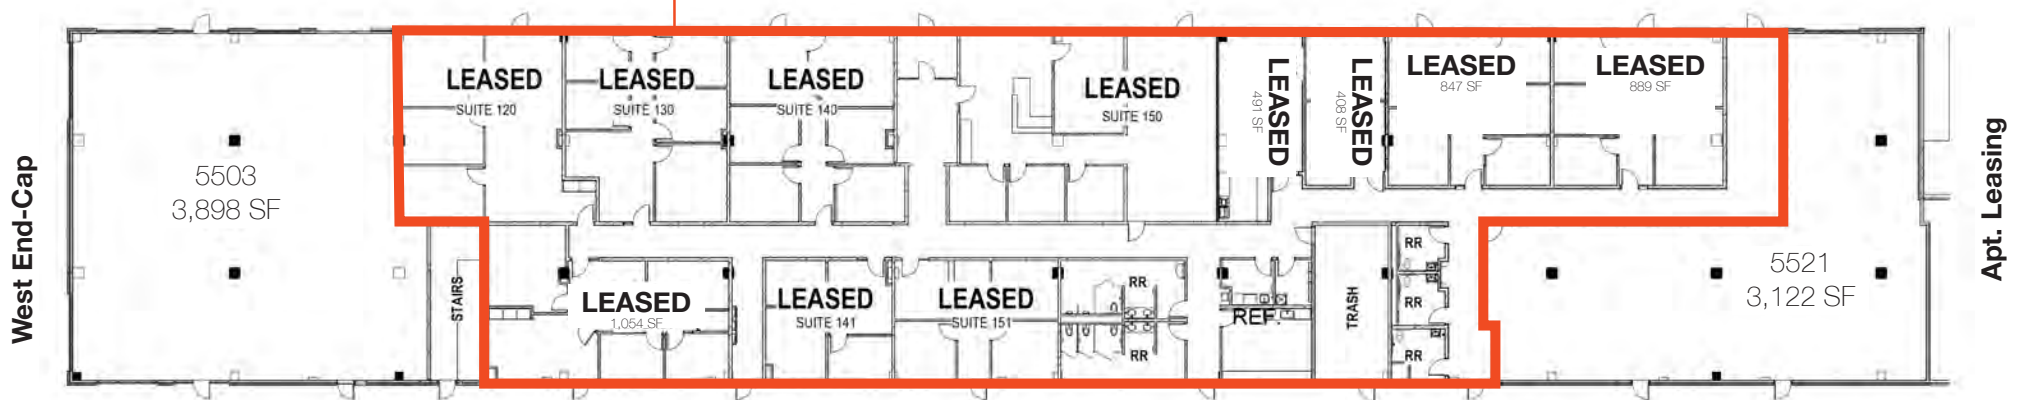 West End-Cap
5503
3,898 SF
STAIRS
LEASED
SUITE 120
LEASED
SUITE 130
LEASED
SUITE 140
LEASED
SUITE 150
LEASED
491 SF
LEASED
408 SF
LEASED
847 SF
LEASED
889 SF
LEASED
1,054 SF
LEASED
SUITE 141
LEASED
SUITE 151
RR
RR
REF.
TRASH
RR
RR
RR
5521
3,122 SF
Apt. Leasing